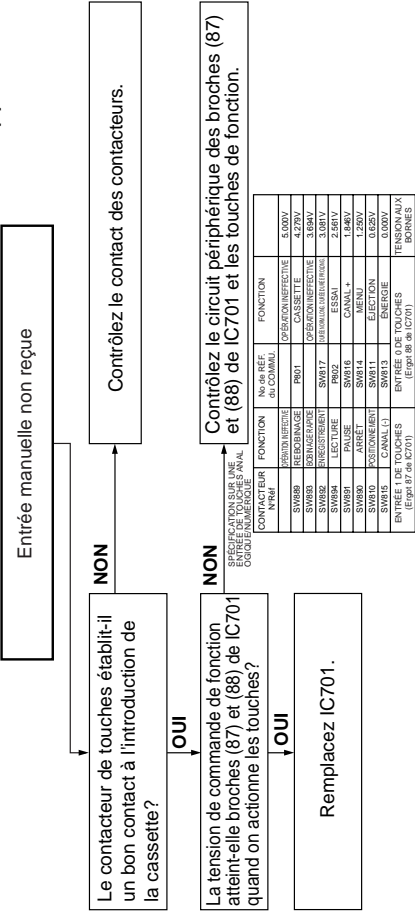 Entrée manuelle non reçue
Le contacteur de touches établit-il
un bon contact à l'introduction de
la cassette?
NON
Contrôlez le contact des contacteurs.
OUI
La tension de commande de fonction
atteint-elle broches (87) et (88) de IC701
quand on actionne les touches?
NON
Contrôlez le circuit périphérique des broches (87)
et (88) de IC701 et les touches de fonction.
OUI
Remplacez IC701.
SPÉCIFICATION SUR UNE
ENTRÉE DE TOUCHES ANAL
OGIQUE/NUMÉRIQUE
CONTACTEUR N°Réf FONCTION No de RÉF. du COMMU. FONCTION
OPÉRATION INEFFECTIVE OPÉRATION INEFFECTIVE 5.000V
SW889 REBOBINAGE P801 CASSETTE 4.279V
SW893 BOBINAGE RAPIDE OPÉRATION INEFFECTIVE 3.694V
SW892 ENREGISTREMENT SW817 3.081V
SW894 LECTURE P802 ESSAI 2.561V
SW891 PAUSE SW816 CANAL + 1.846V
SW890 ARRÊT SW814 MENU 1.250V
SW810 POSITIONNEMENT SW811 ÉJECTION 0.625V
SW815 CANAL (-) SW813 ÉNERGIE 0.000V
ENTRÉE 1 DE TOUCHES ENTRÉE 0 DE TOUCHES TENSION AUX
(Ergot 87 de IC701) (Ergot 88 de IC701) BORNES